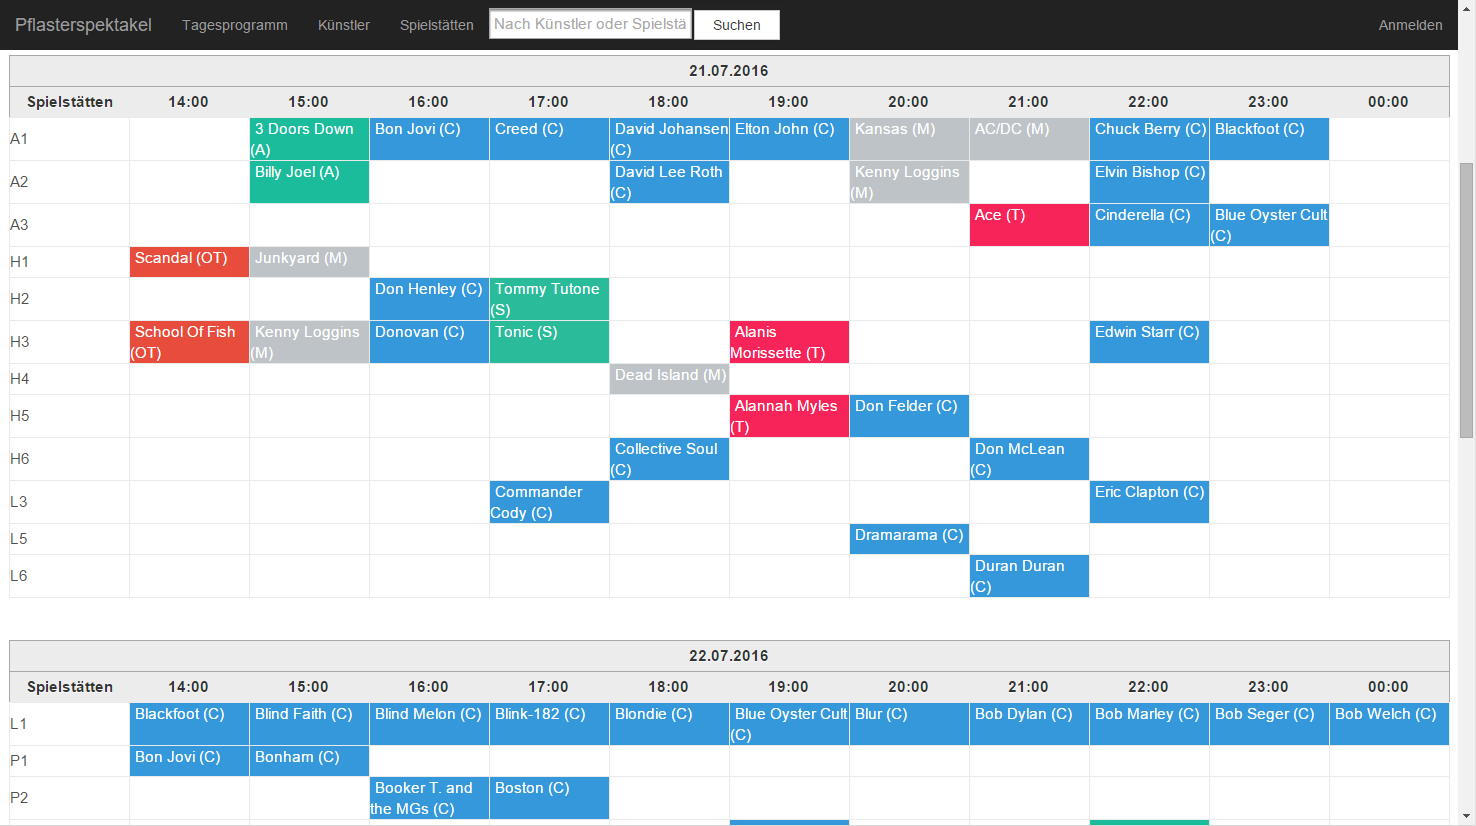 Pflasterspektakel Tagesprogramm Künstler Spielstätten Nach Künstler oder Spielstä Suchen Anmelden
21.07.2016
Spielstätten 14:00 15:00 16:00 17:00 18:00 19:00 20:00 21:00 22:00 23:00 00:00
A1 3 Doors Down (A) Bon Jovi (C) Creed (C) David Johansen (C) Elton John (C) Kansas (M) AC/DC (M) Chuck Berry (C) Blackfoot (C)
A2 Billy Joel (A) David Lee Roth (C) Kenny Loggins (M) Elvin Bishop (C)
A3 Ace (T) Cinderella (C) Blue Oyster Cult (C)
H1 Scandal (OT) Junkyard (M)
H2 Don Henley (C) Tommy Tutone (S)
H3 School Of Fish (OT) Kenny Loggins (M) Donovan (C) Tonic (S) Alanis Morissette (T) Edwin Starr (C)
H4 Dead Island (M)
H5 Alannah Myles (T) Don Felder (C)
H6 Collective Soul (C) Don McLean (C)
L3 Commander Cody (C) Eric Clapton (C)
L5 Dramarama (C)
L6 Duran Duran (C)
22.07.2016
Spielstätten 14:00 15:00 16:00 17:00 18:00 19:00 20:00 21:00 22:00 23:00 00:00
L1 Blackfoot (C) Blind Faith (C) Blind Melon (C) Blink-182 (C) Blondie (C) Blue Oyster Cult (C) Blur (C) Bob Dylan (C) Bob Marley (C) Bob Seger (C) Bob Welch (C)
P1 Bon Jovi (C) Bonham (C)
P2 Booker T. and the MGs (C) Boston (C)